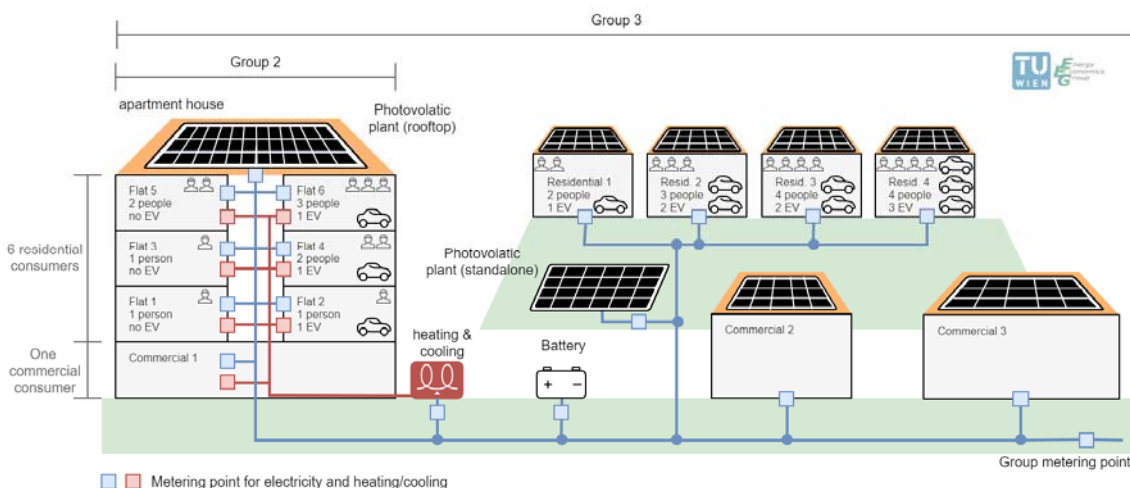 Group 3
Group 2
TU
WIEN
Energy
Economics
Group
EEG
apartment house
Photovolatic
plant (rooftop)
Flat 5
2 people
no EV
Flat 6
3 people
1 EV
Flat 3
1 person
no EV
Flat 4
2 people
1 EV
Flat 1
1 person
no EV
Flat 2
1 person
1 EV
Commercial 1
6 residential
consumers
One
commercial
consumer
Residential 1
2 people
1 EV
Resid. 2
3 people
2 EV
Resid. 3
4 people
2 EV
Resid. 4
4 people
3 EV
Photovolatic
plant (standalone)
heating &
cooling
Battery
+ −
Commercial 2
Commercial 3
Group metering point
Metering point for electricity and heating/cooling